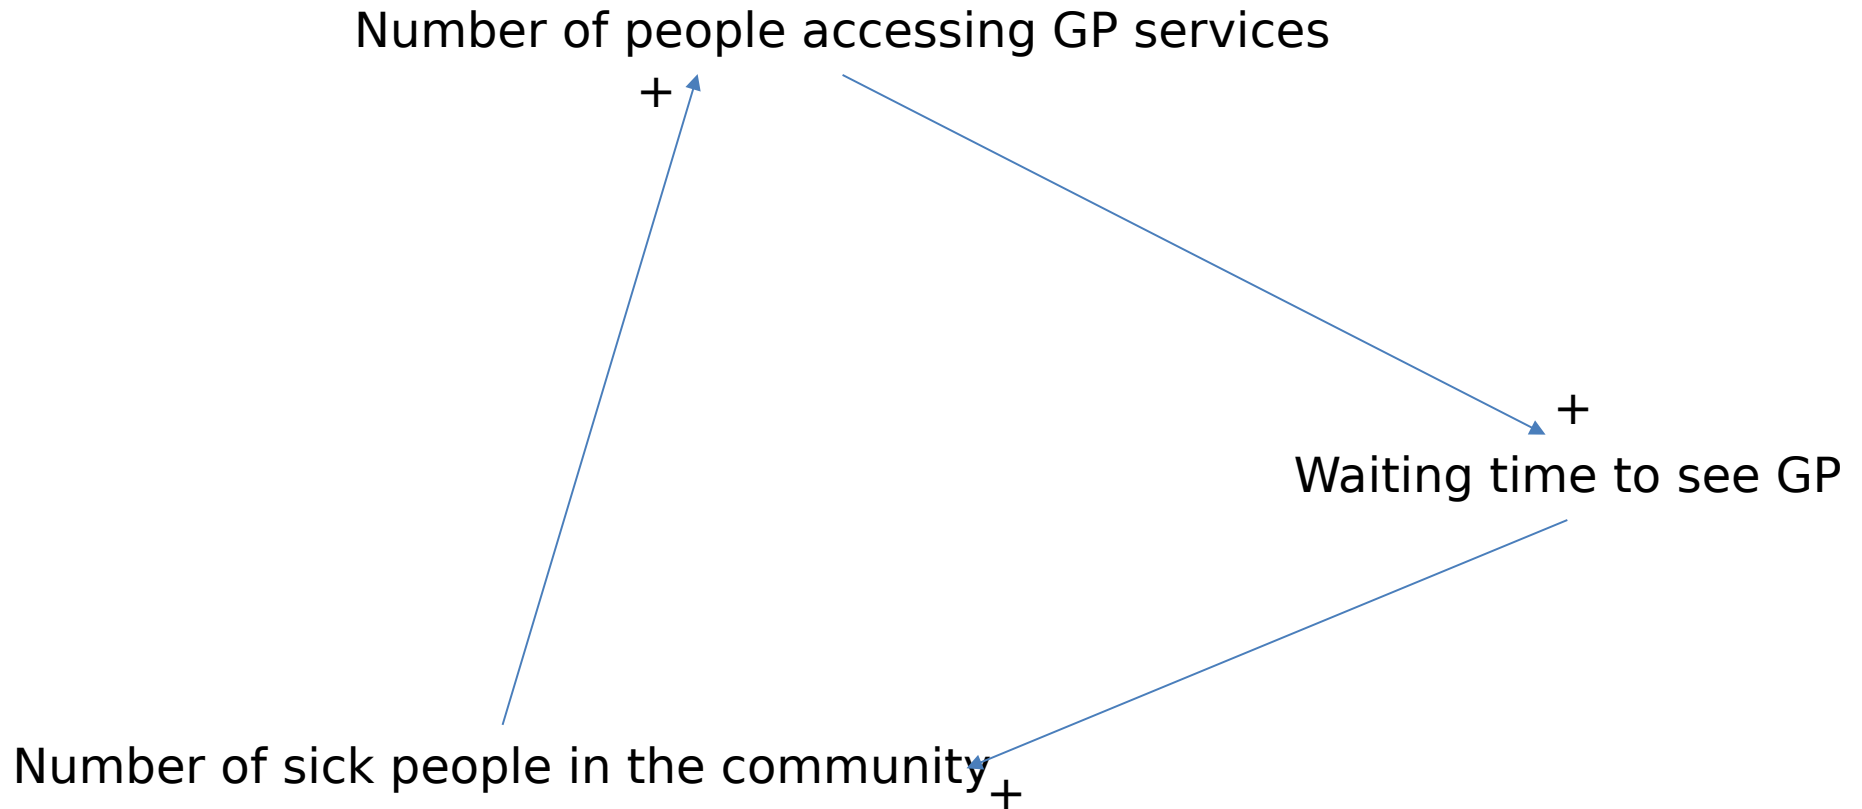 Number of people accessing GP services
+
+
Waiting time to see GP
Number of sick people in the community
+